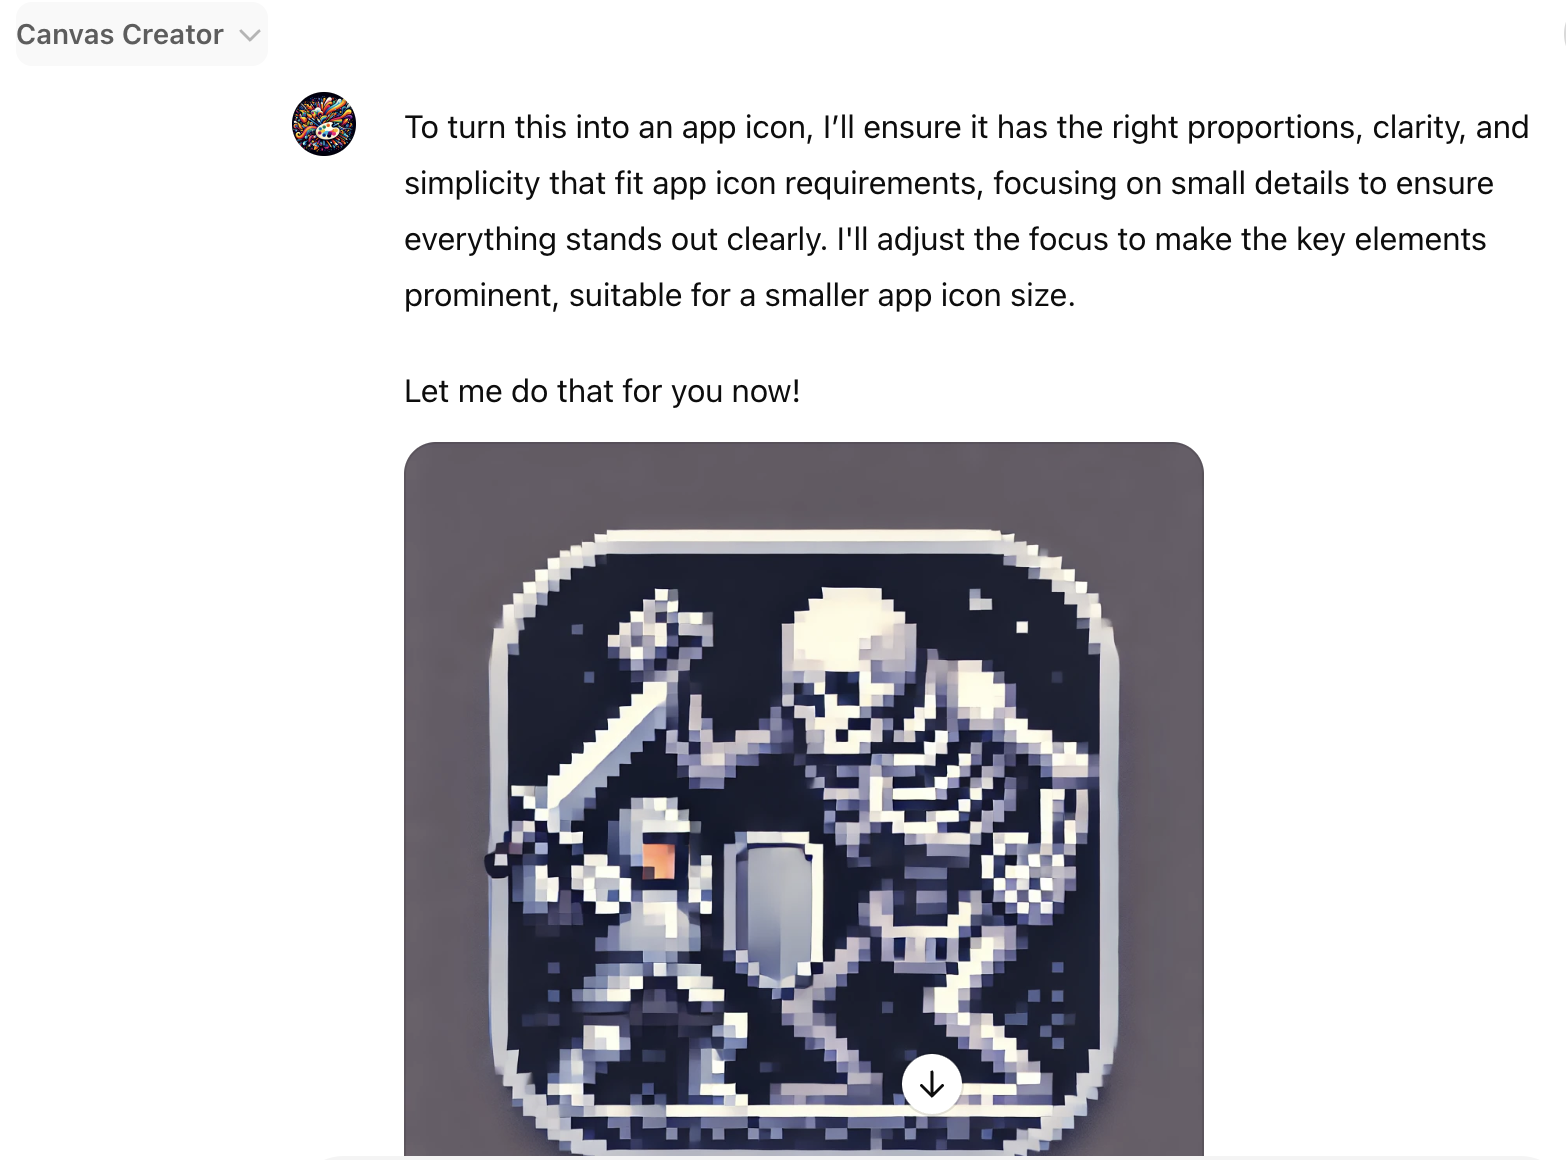 Canvas Creator
To turn this into an app icon, I’ll ensure it has the right proportions, clarity, and
simplicity that fit app icon requirements, focusing on small details to ensure
everything stands out clearly. I'll adjust the focus to make the key elements
prominent, suitable for a smaller app icon size.
Let me do that for you now!